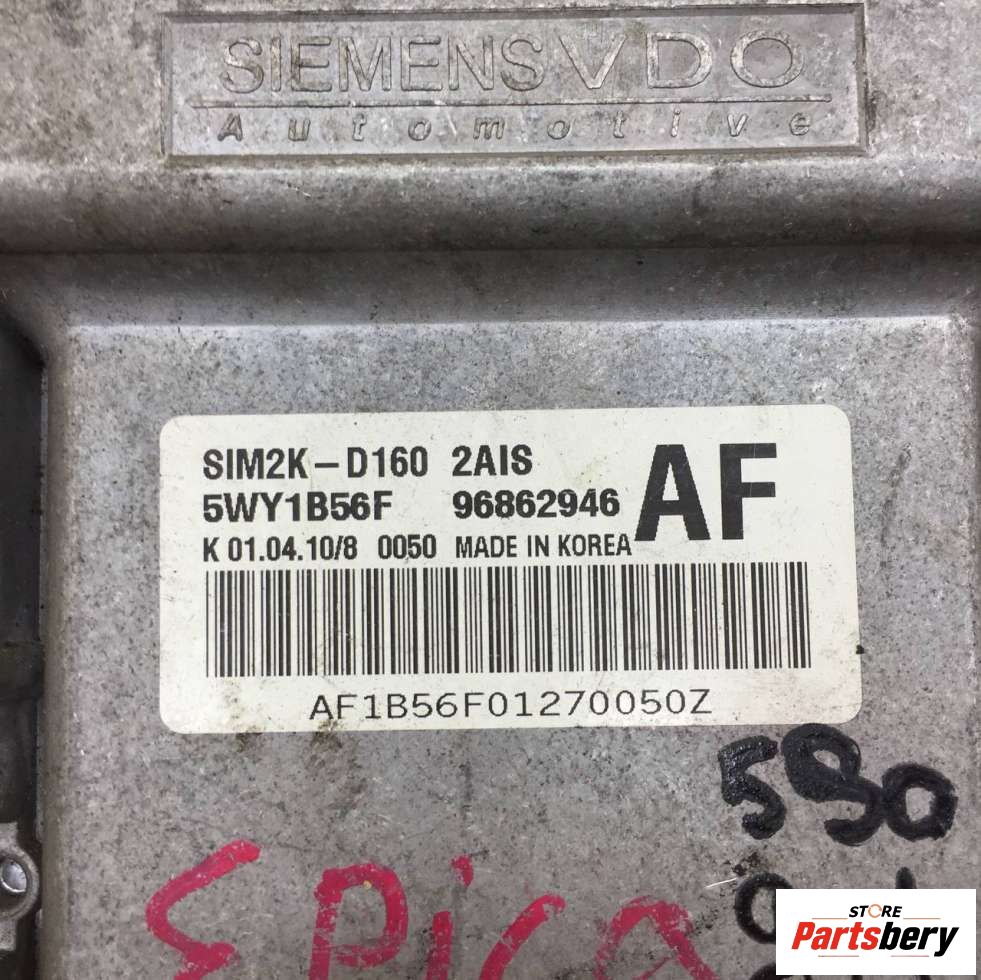 SIEMENS VDO
Automotive
SIM2K-D160 2AIS
5WY1B56F 96862946 AF
K 01.04.10/8 0050 MADE IN KOREA
AF1B56F01270050Z
590
Epica
STORE
Partsbery